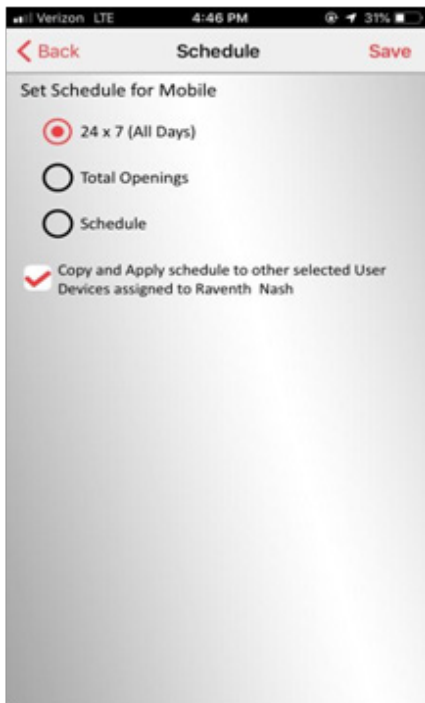 Verizon LTE 4:46 PM 31%
Back Schedule Save
Set Schedule for Mobile
24 x 7 (All Days)
Total Openings
Schedule
Copy and Apply schedule to other selected User
Devices assigned to Raventh Nash